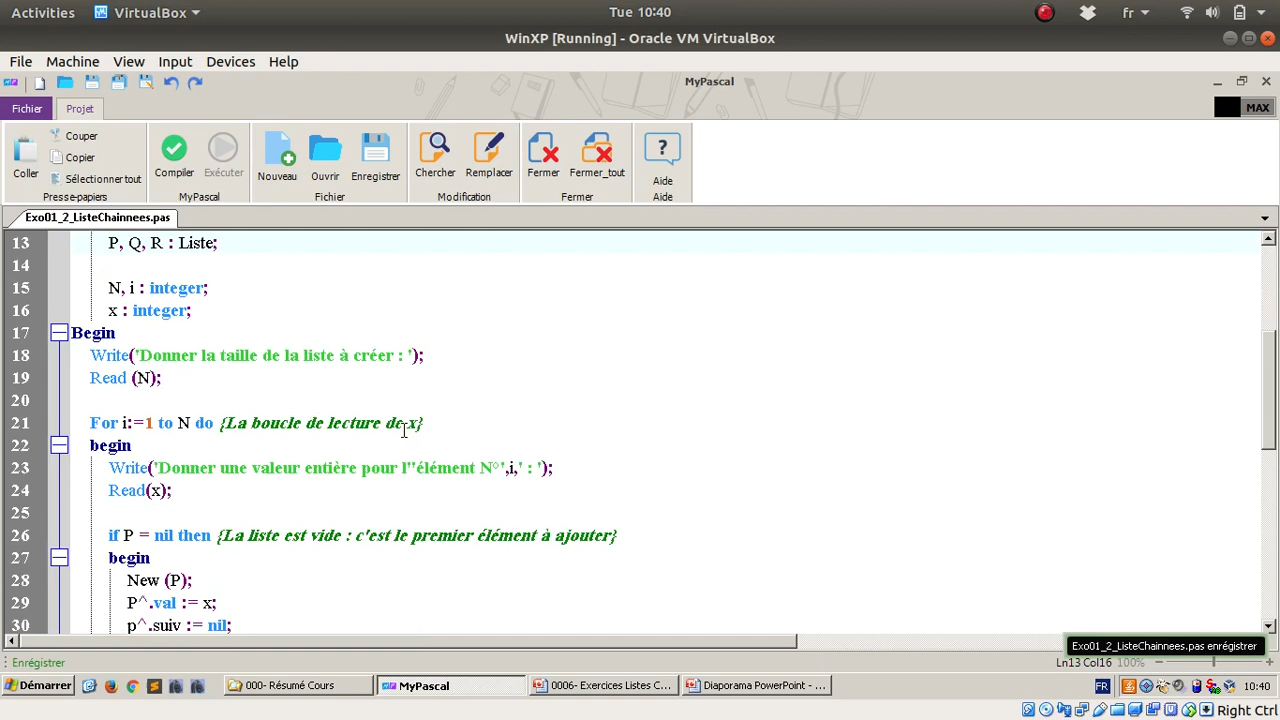 Activities VirtualBox Tue 10:40 fr
WinXP [Running] - Oracle VM VirtualBox
File Machine View Input Devices Help
MyPascal
Fichier Projet MAX
Coller Couper Copier Sélectionner tout
Presse-papiers
Compiler Exécuter
MyPascal
Nouveau Ouvrir Enregistrer
Fichier
Chercher Remplacer
Modification
Fermer Fermer_tout
Fermer
Aide
Aide
Exo01_2_ListeChainnees.pas
13 P, Q, R : Liste;
14
15 N, i : integer;
16 x : integer;
17 Begin
18 Write('Donner la taille de la liste à créer : ');
19 Read (N);
20
21 For i:=1 to N do {La boucle de lecture de x}
22 begin
23 Write('Donner une valeur entière pour l''élément N°',i,' : ');
24 Read(x);
25
26 if P = nil then {La liste est vide : c'est le premier élément à ajouter}
27 begin
28 New (P);
29 P^.val := x;
30 p^.suiv := nil;
Exo01_2_ListeChainnees.pas enrégistrer
Enrégistrer Ln13 Col16 100%
Démarrer 000- Résumé Cours MyPascal 0006- Exercices Listes C... Diaporama PowerPoint - ... FR 10:40
Right Ctrl